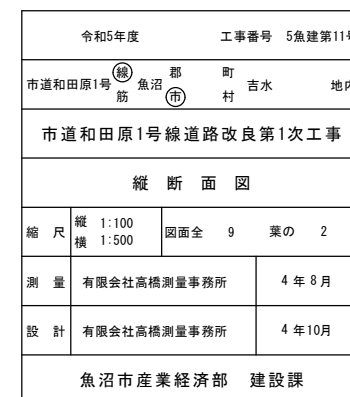 令和5年度 工事番号 5魚建第11号
市道和田原1号 線 筋 魚沼 郡 市 町 村 吉水 地内
市道和田原1号線道路改良第1次工事
縦断面図
縮尺 縦 1:100 横 1:500 図面全 9 葉の 2
測量 有限会社高橋測量事務所 4年8月
設計 有限会社高橋測量事務所 4年10月
魚沼市産業経済部 建設課